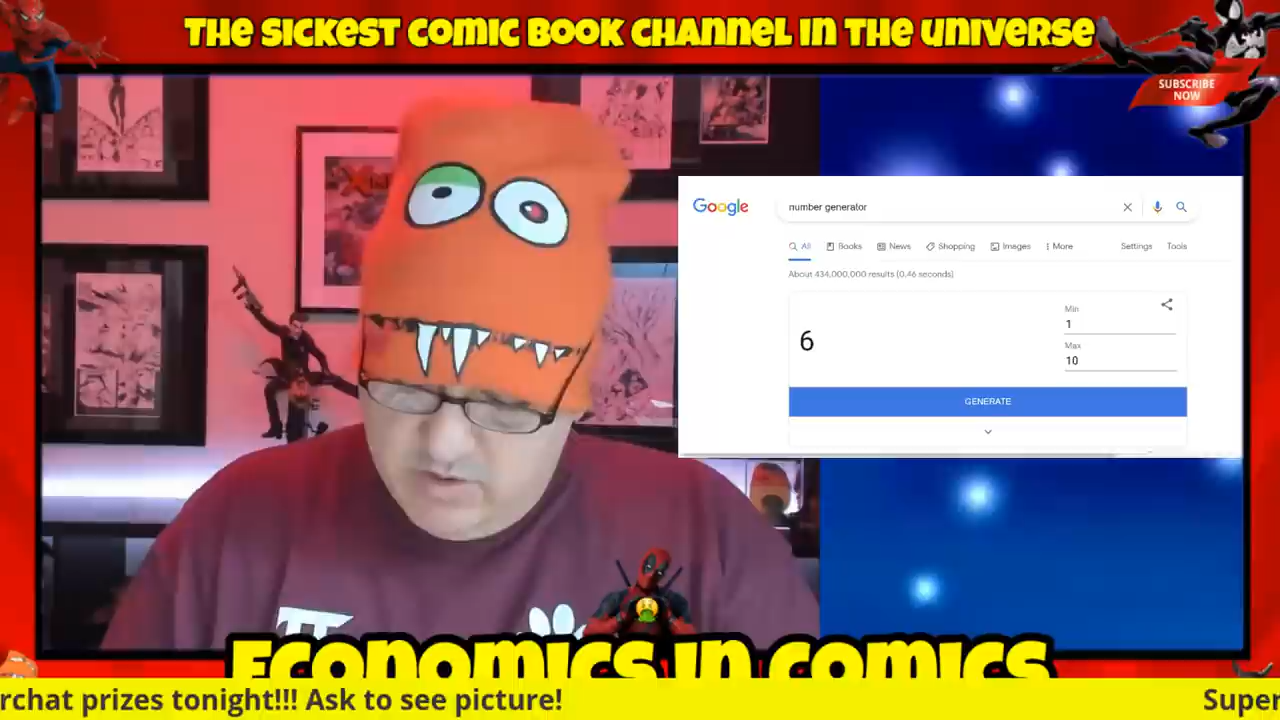 THE SICKEST COMIC BOOK CHANNEL IN THE UNIVERSE
SUBSCRIBE
NOW
Google
number generator
All
Books
News
Shopping
Images
More
Settings
Tools
About 434,000,000 results (0.46 seconds)
6
Min
1
Max
10
GENERATE
ECONOMICS IN COMICS
rchat prizes tonight!!! Ask to see picture!
Super